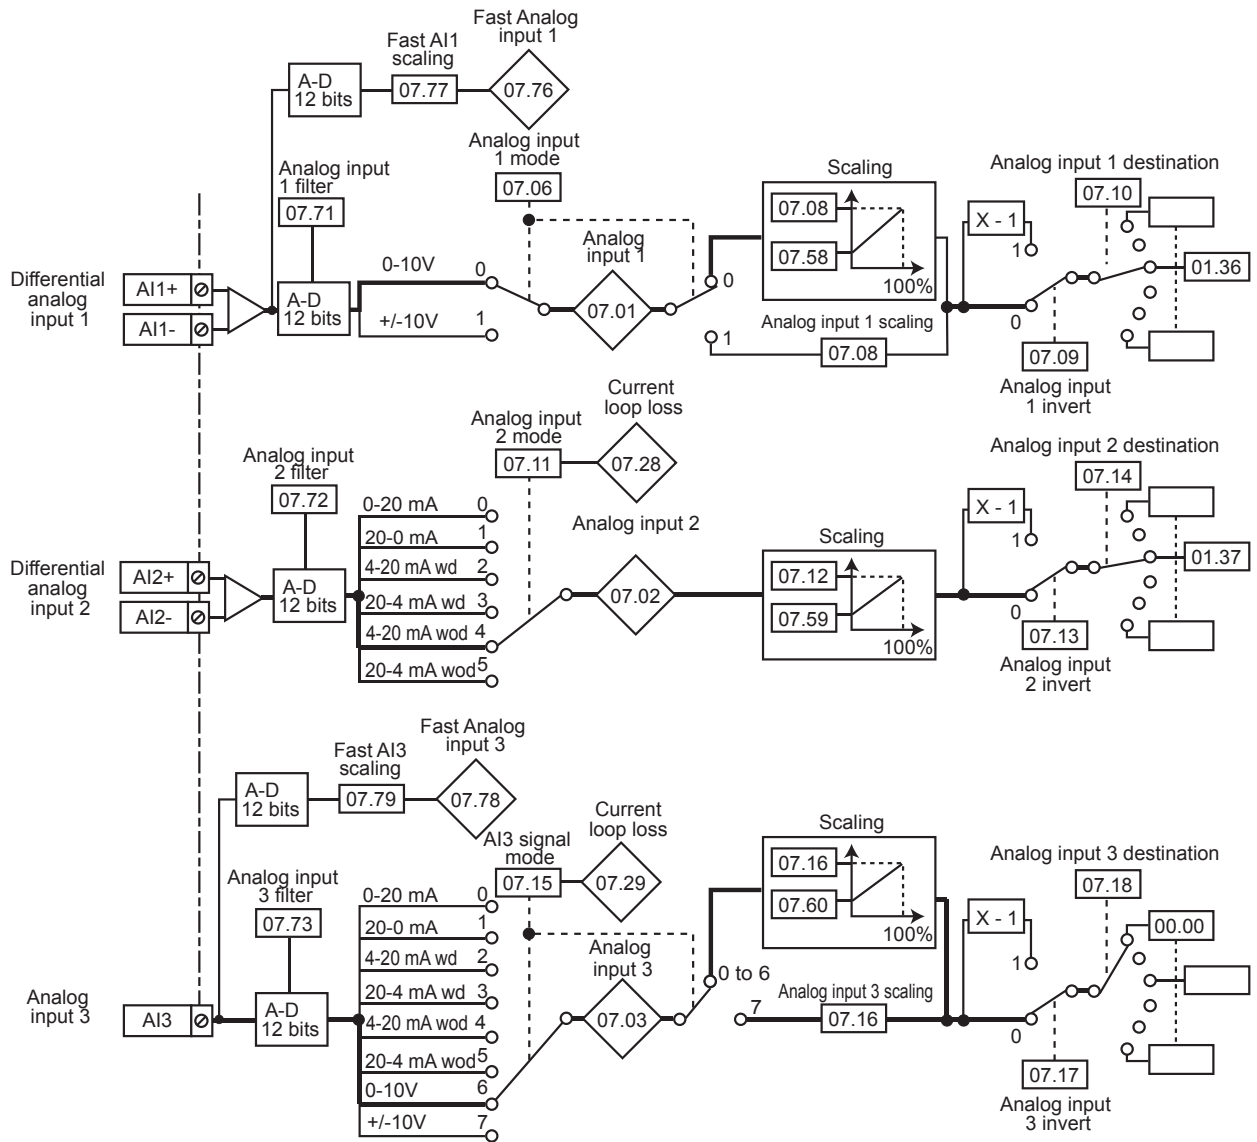 Fast Analog
input 1
Fast AI1
scaling
A-D
12 bits
07.77
07.76
Analog input
1 mode
07.06
Analog input
1 filter
07.71
Differential
analog
input 1
AI1+
AI1-
A-D
12 bits
0-10V
0
+/-10V
1
Analog
input 1
07.01
0
1
Scaling
07.08
07.58
100%
Analog input 1 scaling
07.08
Analog input 1 destination
07.10
X - 1
1
0
01.36
07.09
Analog input
1 invert
Current
loop loss
Analog input
2 mode
07.11
07.28
Analog input
2 filter
07.72
Differential
analog
input 2
AI2+
AI2-
A-D
12 bits
0-20 mA
0
20-0 mA
1
4-20 mA wd
2
20-4 mA wd
3
4-20 mA wod
4
20-4 mA wod
5
Analog input 2
07.02
Scaling
07.12
07.59
100%
Analog input 2 destination
07.14
X - 1
1
0
01.37
07.13
Analog input
2 invert
Fast Analog
input 3
Fast AI3
scaling
A-D
12 bits
07.79
07.78
Current
loop loss
AI3 signal
mode
07.15
07.29
Analog input
3 filter
07.73
Analog
input 3
AI3
A-D
12 bits
0-20 mA
0
20-0 mA
1
4-20 mA wd
2
20-4 mA wd
3
4-20 mA wod
4
20-4 mA wod
5
0-10V
6
+/-10V
7
Analog
input 3
07.03
0 to 6
7
Scaling
07.16
07.60
100%
Analog input 3 scaling
07.16
Analog input 3 destination
07.18
X - 1
1
0
00.00
07.17
Analog input
3 invert